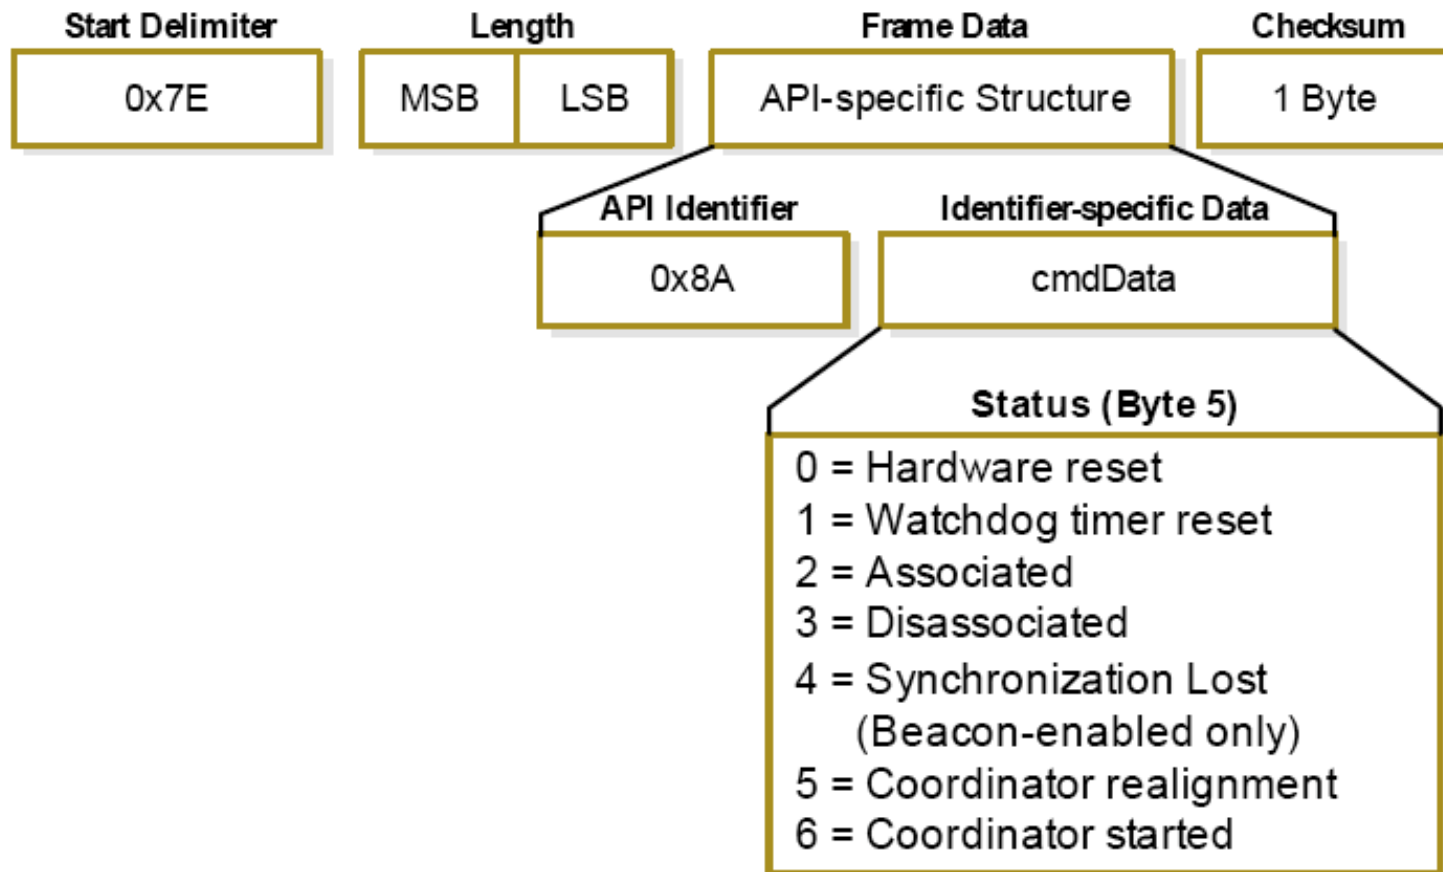 Start Delimiter Length Frame Data Checksum
0x7E MSB LSB API-specific Structure 1 Byte
API Identifier Identifier-specific Data
0x8A cmdData
Status (Byte 5)
0 = Hardware reset
1 = Watchdog timer reset
2 = Associated
3 = Disassociated
4 = Synchronization Lost
(Beacon-enabled only)
5 = Coordinator realignment
6 = Coordinator started